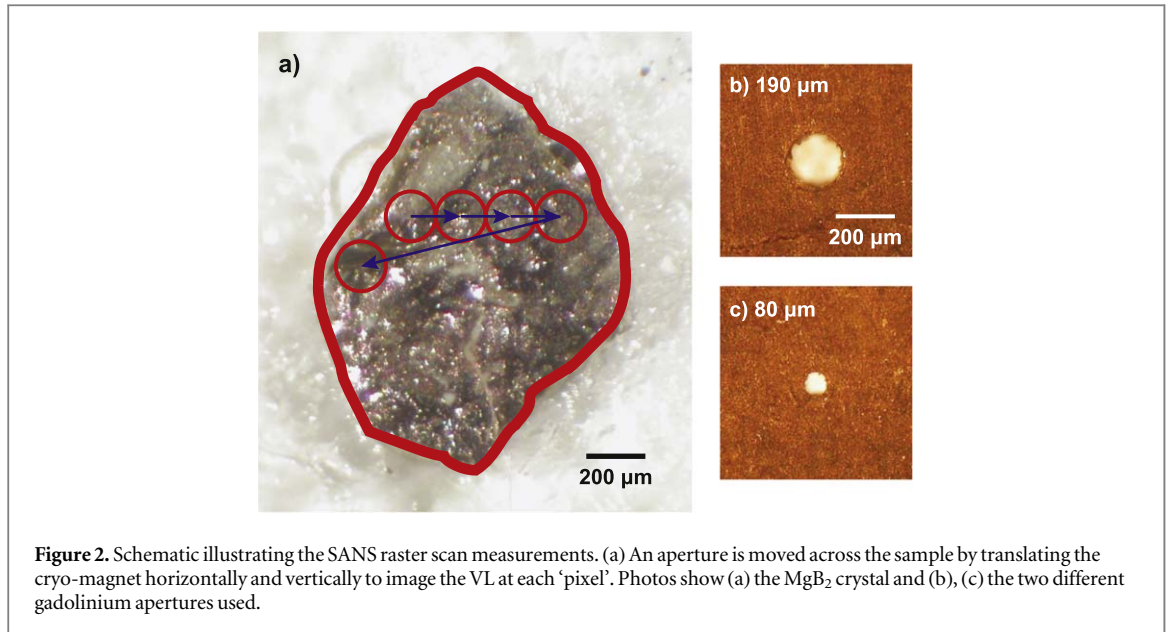 a)
b) 190 µm
200 µm
c) 80 µm
200 µm
Figure 2. Schematic illustrating the SANS raster scan measurements. (a) An aperture is moved across the sample by translating the
cryo-magnet horizontally and vertically to image the VL at each ‘pixel’. Photos show (a) the MgB₂ crystal and (b), (c) the two different
gadolinium apertures used.